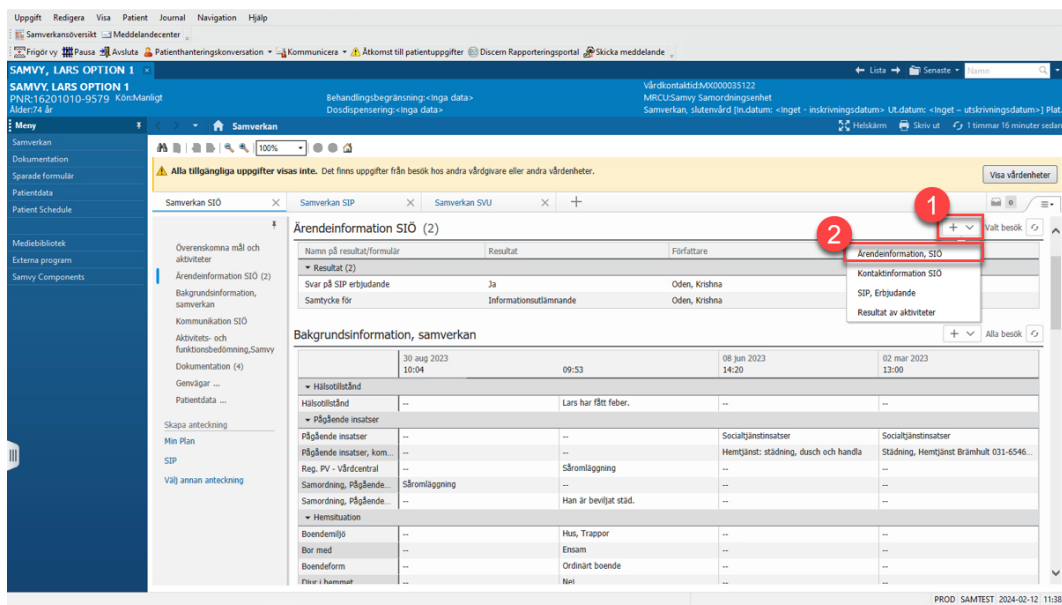 Uppgift Redigera Visa Patient Journal Navigation Hjälp
Samverkansöversikt Meddelandecenter
Frigör vy Pausa Avsluta Patienthanteringskonversation Kommunicera Åtkomst till patientuppgifter Discern Rapporteringsportal Skicka meddelande
SAMVY, LARS OPTION 1 × Lista Senaste Namn
SAMVY, LARS OPTION 1 Vårdkontaktid:MX000035122
PNR:16201010-9579 Kön:Manligt Behandlingsbegränsning:<Inga data> MRCU:Samvy Samordningsenhet
Ålder:74 år Dosdispensering:<Inga data> Samverkan, slutenvård [In.datum: <Inget - inskrivningsdatum> Ut.datum: <Inget - utskrivningsdatum>] Plat.
Meny Samverkan Helskärm Skriv ut 1 timmar 16 minuter sedan
Samverkan
Dokumentation
Sparade formulär
Patientdata
Patient Schedule
Mediebibliotek
Externa program
Samvy Components
100%
Alla tillgängliga uppgifter visas inte. Det finns uppgifter från besök hos andra vårdgivare eller andra vårdenheter. Visa vårdenheter
Samverkan SIÖ × Samverkan SIP × Samverkan SVU × + 0
1
2
Överenskomna mål och aktiviteter
Ärendeinformation SIÖ (2)
Bakgrundsinformation, samverkan
Kommunikation SIÖ
Aktivitets- och funktionsbedömning,Samvy
Dokumentation (4)
Genvägar ...
Patientdata ...
Skapa anteckning
Min Plan
SIP
Välj annan anteckning
Ärendeinformation SIÖ (2) + Valt besök
Namn på resultat/formulär Resultat Författare
Resultat (2)
Svar på SIP erbjudande Ja Oden, Krishna
Samtycke för Informationsutlämnande Oden, Krishna
Ärendeinformation, SIÖ
Kontaktinformation SIÖ
SIP, Erbjudande
Resultat av aktiviteter
Bakgrundsinformation, samverkan + Alla besök
30 aug 2023 08 jun 2023 02 mar 2023
10:04 09:53 14:20 13:00
Hälsotillstånd
Hälsotillstånd -- Lars har fått feber. -- --
Pågående insatser
Pågående insatser -- -- Socialtjänstinsatser Socialtjänstinsatser
Pågående insatser, kom... -- -- Hemtjänst: städning, dusch och handla Städning, Hemtjänst Brämhult 031-6546...
Reg. PV - Vårdcentral -- Såromläggning -- --
Samordning, Pågående... Såromläggning -- -- --
Samordning, Pågående... -- Han är beviljat städ. -- --
Hemsituation
Boendemiljö -- Hus, Trappor -- --
Bor med -- Ensam -- --
Boendeform -- Ordinärt boende -- --
Djur i hemmet -- Nej -- --
PROD SAMTEST 2024-02-12 11:38